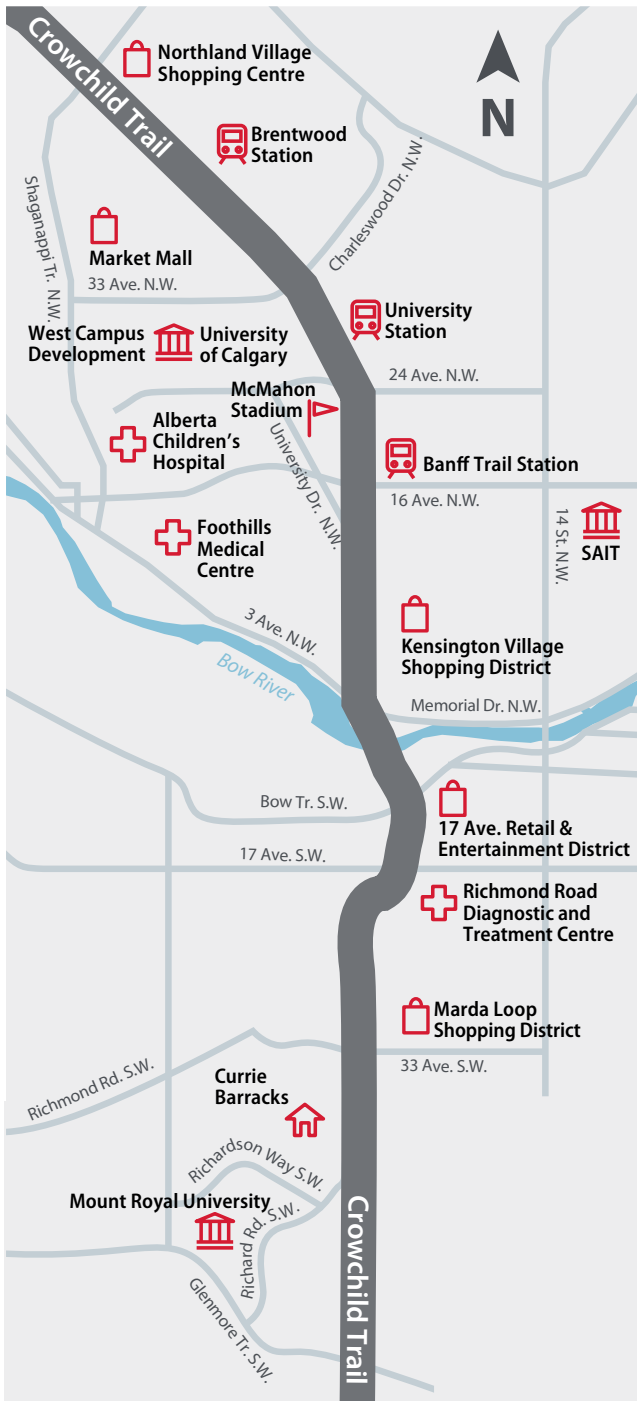 Crowchild Trail
Northland Village
Shopping Centre
N
Brentwood
Station
Charleswood Dr. N.W.
Shaganappi Tr. N.W.
Market Mall
33 Ave. N.W.
University
Station
West Campus
Development
University
of Calgary
24 Ave. N.W.
McMahon
Stadium
Alberta
Children's
Hospital
University Dr. N.W.
Banff Trail Station
16 Ave. N.W.
14 St. N.W.
SAIT
Foothills
Medical
Centre
3 Ave. N.W.
Kensington Village
Shopping District
Bow River
Memorial Dr. N.W.
Bow Tr. S.W.
17 Ave. Retail &
Entertainment District
17 Ave. S.W.
Richmond Road
Diagnostic and
Treatment Centre
Marda Loop
Shopping District
33 Ave. S.W.
Richmond Rd. S.W.
Currie
Barracks
Richardson Way S.W.
Mount Royal University
Richard Rd. S.W.
Glenmore Tr. S.W.
Crowchild Trail